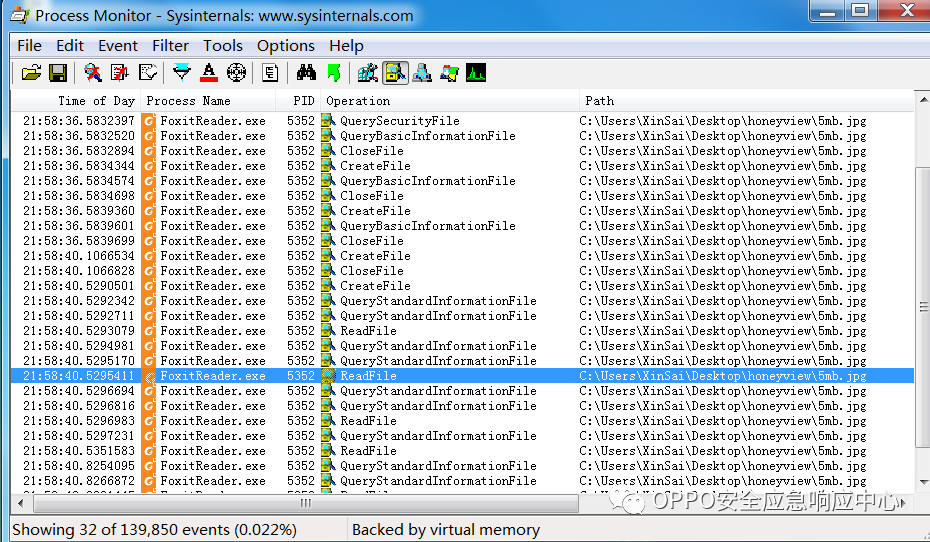 Process Monitor - Sysinternals: www.sysinternals.com
File Edit Event Filter Tools Options Help
Time of Day Process Name PID Operation Path
21:58:36.5832397 FoxitReader.exe 5352 QuerySecurityFile C:\Users\XinSai\Desktop\honeyview\5mb.jpg
21:58:36.5832520 FoxitReader.exe 5352 QueryBasicInformationFile C:\Users\XinSai\Desktop\honeyview\5mb.jpg
21:58:36.5832894 FoxitReader.exe 5352 CloseFile C:\Users\XinSai\Desktop\honeyview\5mb.jpg
21:58:36.5834344 FoxitReader.exe 5352 CreateFile C:\Users\XinSai\Desktop\honeyview\5mb.jpg
21:58:36.5834574 FoxitReader.exe 5352 QueryBasicInformationFile C:\Users\XinSai\Desktop\honeyview\5mb.jpg
21:58:36.5834698 FoxitReader.exe 5352 CloseFile C:\Users\XinSai\Desktop\honeyview\5mb.jpg
21:58:36.5839360 FoxitReader.exe 5352 CreateFile C:\Users\XinSai\Desktop\honeyview\5mb.jpg
21:58:36.5839601 FoxitReader.exe 5352 QueryBasicInformationFile C:\Users\XinSai\Desktop\honeyview\5mb.jpg
21:58:36.5839699 FoxitReader.exe 5352 CloseFile C:\Users\XinSai\Desktop\honeyview\5mb.jpg
21:58:40.1066534 FoxitReader.exe 5352 CreateFile C:\Users\XinSai\Desktop\honeyview\5mb.jpg
21:58:40.1066828 FoxitReader.exe 5352 CloseFile C:\Users\XinSai\Desktop\honeyview\5mb.jpg
21:58:40.5290501 FoxitReader.exe 5352 CreateFile C:\Users\XinSai\Desktop\honeyview\5mb.jpg
21:58:40.5292342 FoxitReader.exe 5352 QueryStandardInformationFile C:\Users\XinSai\Desktop\honeyview\5mb.jpg
21:58:40.5292711 FoxitReader.exe 5352 QueryStandardInformationFile C:\Users\XinSai\Desktop\honeyview\5mb.jpg
21:58:40.5293079 FoxitReader.exe 5352 ReadFile C:\Users\XinSai\Desktop\honeyview\5mb.jpg
21:58:40.5294981 FoxitReader.exe 5352 QueryStandardInformationFile C:\Users\XinSai\Desktop\honeyview\5mb.jpg
21:58:40.5295170 FoxitReader.exe 5352 QueryStandardInformationFile C:\Users\XinSai\Desktop\honeyview\5mb.jpg
21:58:40.5295411 FoxitReader.exe 5352 ReadFile C:\Users\XinSai\Desktop\honeyview\5mb.jpg
21:58:40.5296694 FoxitReader.exe 5352 QueryStandardInformationFile C:\Users\XinSai\Desktop\honeyview\5mb.jpg
21:58:40.5296816 FoxitReader.exe 5352 QueryStandardInformationFile C:\Users\XinSai\Desktop\honeyview\5mb.jpg
21:58:40.5296983 FoxitReader.exe 5352 ReadFile C:\Users\XinSai\Desktop\honeyview\5mb.jpg
21:58:40.5297231 FoxitReader.exe 5352 QueryStandardInformationFile C:\Users\XinSai\Desktop\honeyview\5mb.jpg
21:58:40.5351583 FoxitReader.exe 5352 ReadFile C:\Users\XinSai\Desktop\honeyview\5mb.jpg
21:58:40.8254095 FoxitReader.exe 5352 QueryStandardInformationFile C:\Users\XinSai\Desktop\honeyview\5mb.jpg
21:58:40.8266872 FoxitReader.exe 5352 QueryStandardInformationFile C:\Users\XinSai\Desktop\honeyview\5mb.jpg
OPPO安全应急响应中心
Showing 32 of 139,850 events (0.022%) Backed by virtual memory